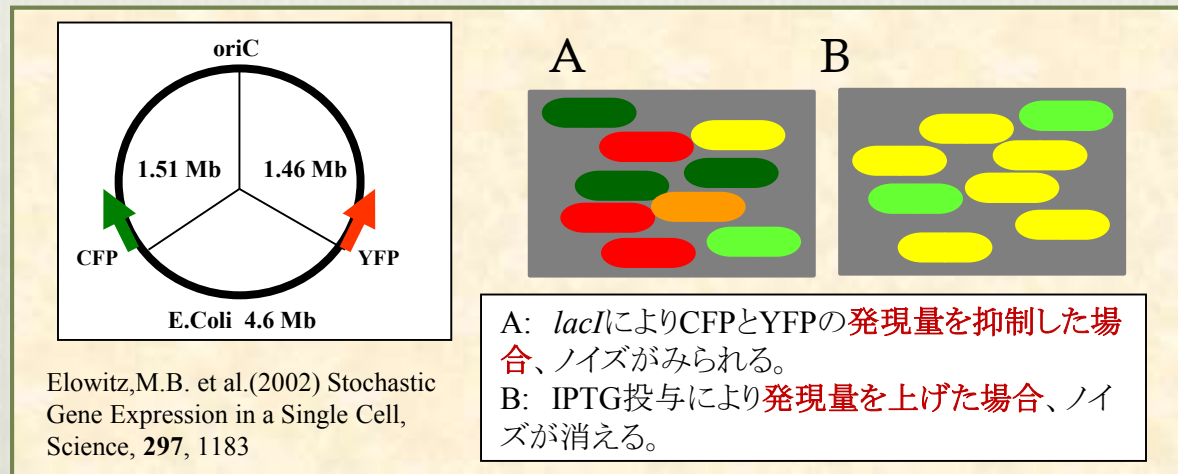 oriC
1.51 Mb
1.46 Mb
CFP
YFP
E.Coli 4.6 Mb
Elowitz,M.B. et al.(2002) Stochastic
Gene Expression in a Single Cell,
Science, 297, 1183
A
B
A: lacIによりCFPとYFPの発現量を抑制した場
合、ノイズがみられる。
B: IPTG投与により発現量を上げた場合、ノイ
ズが消える。